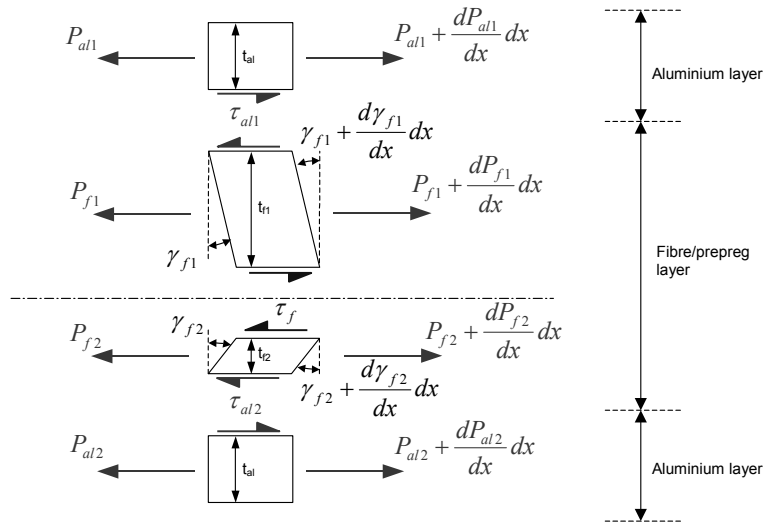 P_{al1}
t_{al}
P_{al1} + \frac{dP_{al1}}{dx} dx
τ_{al1}
Aluminium layer
γ_{f1} + \frac{dγ_{f1}}{dx} dx
P_{f1}
t_{f1}
P_{f1} + \frac{dP_{f1}}{dx} dx
γ_{f1}
Fibre/prepreg
layer
τ_f
γ_{f2}
P_{f2}
t_{f2}
P_{f2} + \frac{dP_{f2}}{dx} dx
γ_{f2} + \frac{dγ_{f2}}{dx} dx
τ_{al2}
P_{al2}
t_{al}
P_{al2} + \frac{dP_{al2}}{dx} dx
Aluminium layer